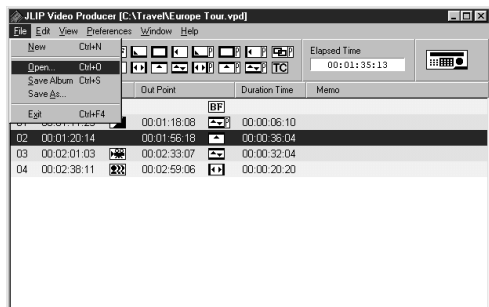 JLIP Video Producer [C:\Travel\Europe Tour.vpd]
File Edit View Preferences Window Help
New Ctrl+N
Open... Ctrl+O
Save Album Ctrl+S
Save As...
Exit Ctrl+F4
Elapsed Time
00:01:35:13
TC
Out Point Duration Time Memo
BF
00:01:18:08 P 00:00:06:10
02 00:01:20:14 00:01:56:18 00:00:36:04
03 00:02:01:03 00:02:33:07 00:00:32:04
04 00:02:38:11 00:02:59:06 00:00:20:20